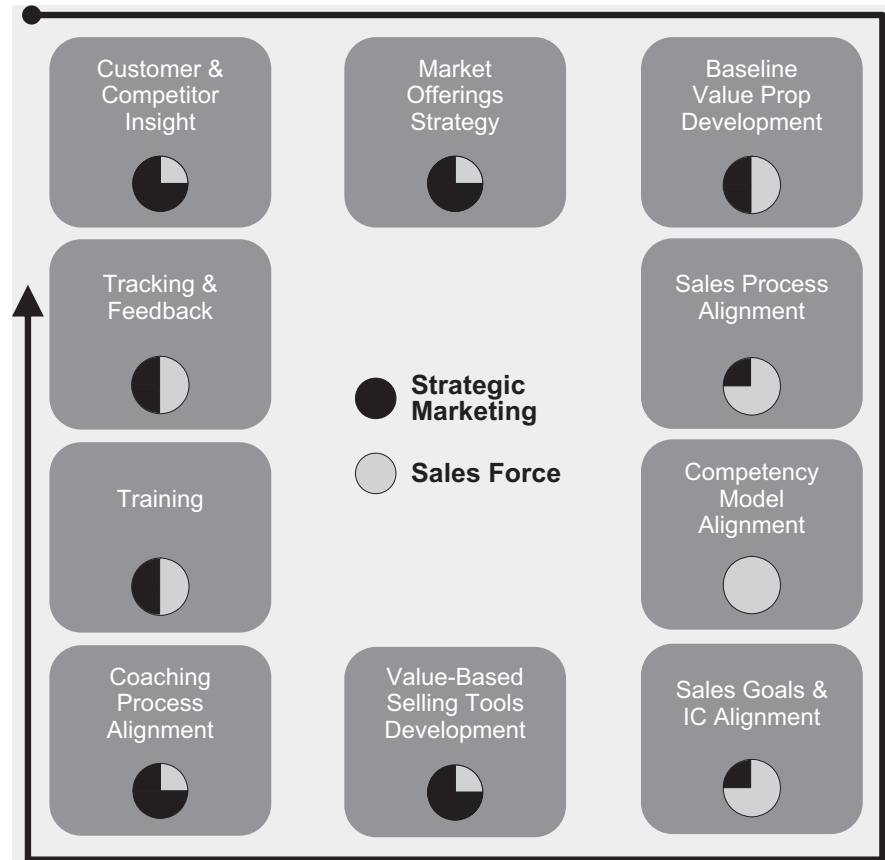 Customer &
Competitor
Insight
Market
Offerings
Strategy
Baseline
Value Prop
Development
Tracking &
Feedback
Sales Process
Alignment
Strategic
Marketing
Sales Force
Training
Competency
Model
Alignment
Coaching
Process
Alignment
Value-Based
Selling Tools
Development
Sales Goals &
IC Alignment